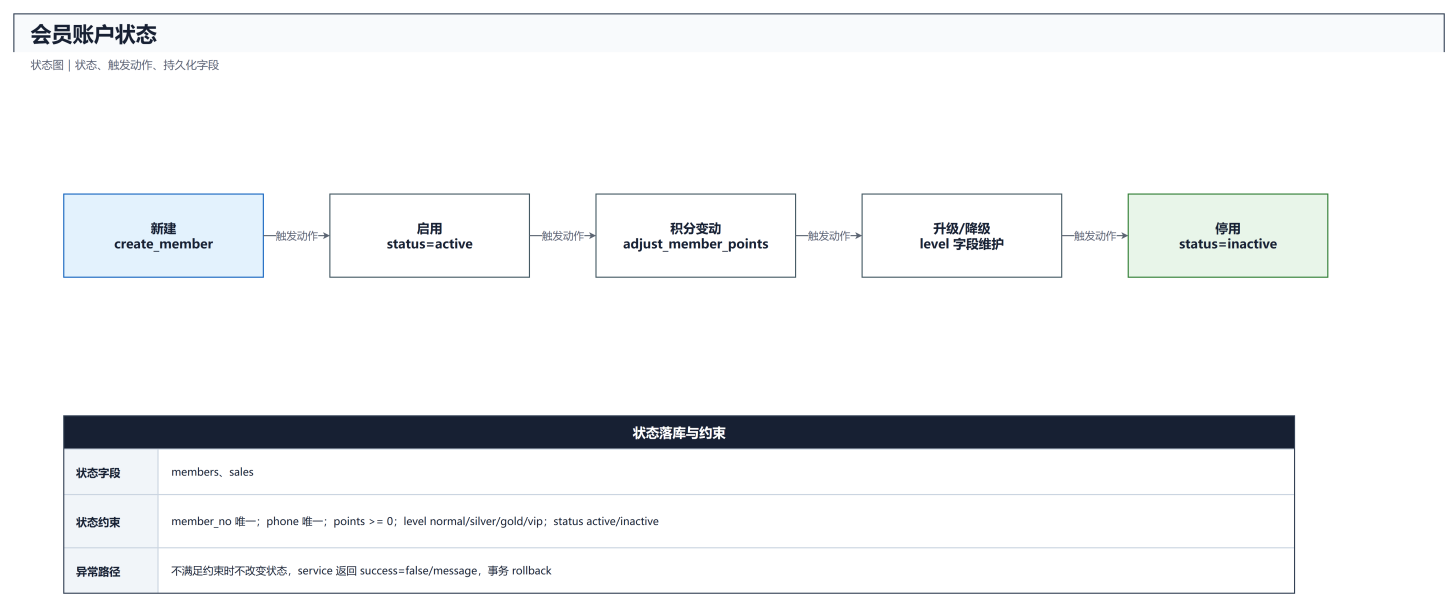 会员账户状态
状态图 | 状态、触发动作、持久化字段
新建
create_member
触发动作
启用
status=active
触发动作
积分变动
adjust_member_points
触发动作
升级/降级
level 字段维护
触发动作
停用
status=inactive
状态落库与约束
状态字段
members、sales
状态约束
member_no 唯一；phone 唯一；points >= 0；level normal/silver/gold/vip；status active/inactive
异常路径
不满足约束时不改变状态，service 返回 success=false/message，事务 rollback